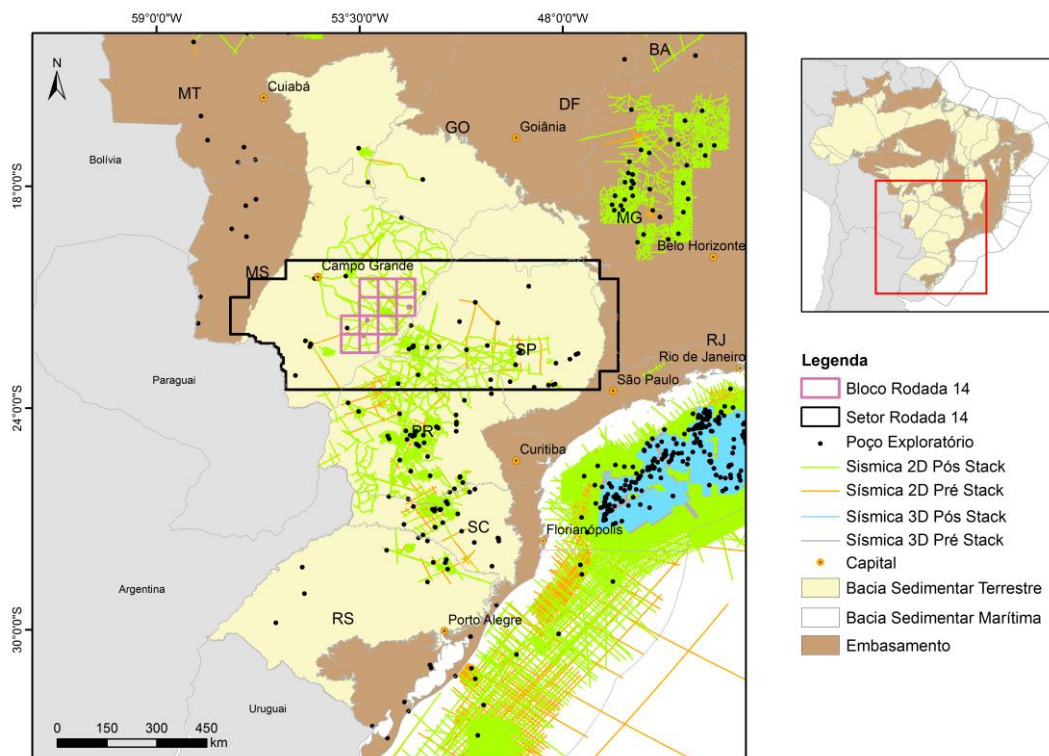 59°0'0"W
53°30'0"W
48°0'0"W
N
BA
Cuiabá
MT
DF
GO
Goiânia
Bolívia
18°0'0"S
MG
Belo Horizonte
MS
Campo Grande
SP
RJ
Rio de Janeiro
Paraguai
São Paulo
24°0'0"S
PR
Curitiba
SC
Florianópolis
Argentina
RS
Porto Alegre
30°0'0"S
Uruguai
0 150 300 450
km
Legenda
Bloco Rodada 14
Setor Rodada 14
Poço Exploratório
Sísmica 2D Pós Stack
Sísmica 2D Pré Stack
Sísmica 3D Pós Stack
Sísmica 3D Pré Stack
Capital
Bacia Sedimentar Terrestre
Bacia Sedimentar Marítima
Embasamento